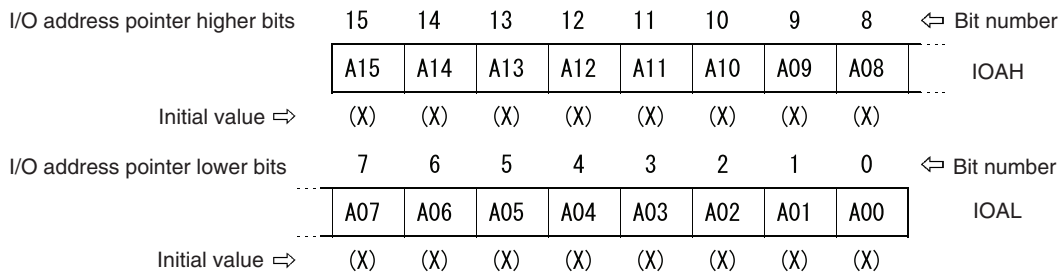 I/O address pointer higher bits 15 14 13 12 11 10 9 8 ⇦ Bit number
A15 A14 A13 A12 A11 A10 A09 A08 IOAH
Initial value ⇨ (X) (X) (X) (X) (X) (X) (X) (X)
I/O address pointer lower bits 7 6 5 4 3 2 1 0 ⇦ Bit number
A07 A06 A05 A04 A03 A02 A01 A00 IOAL
Initial value ⇨ (X) (X) (X) (X) (X) (X) (X) (X)